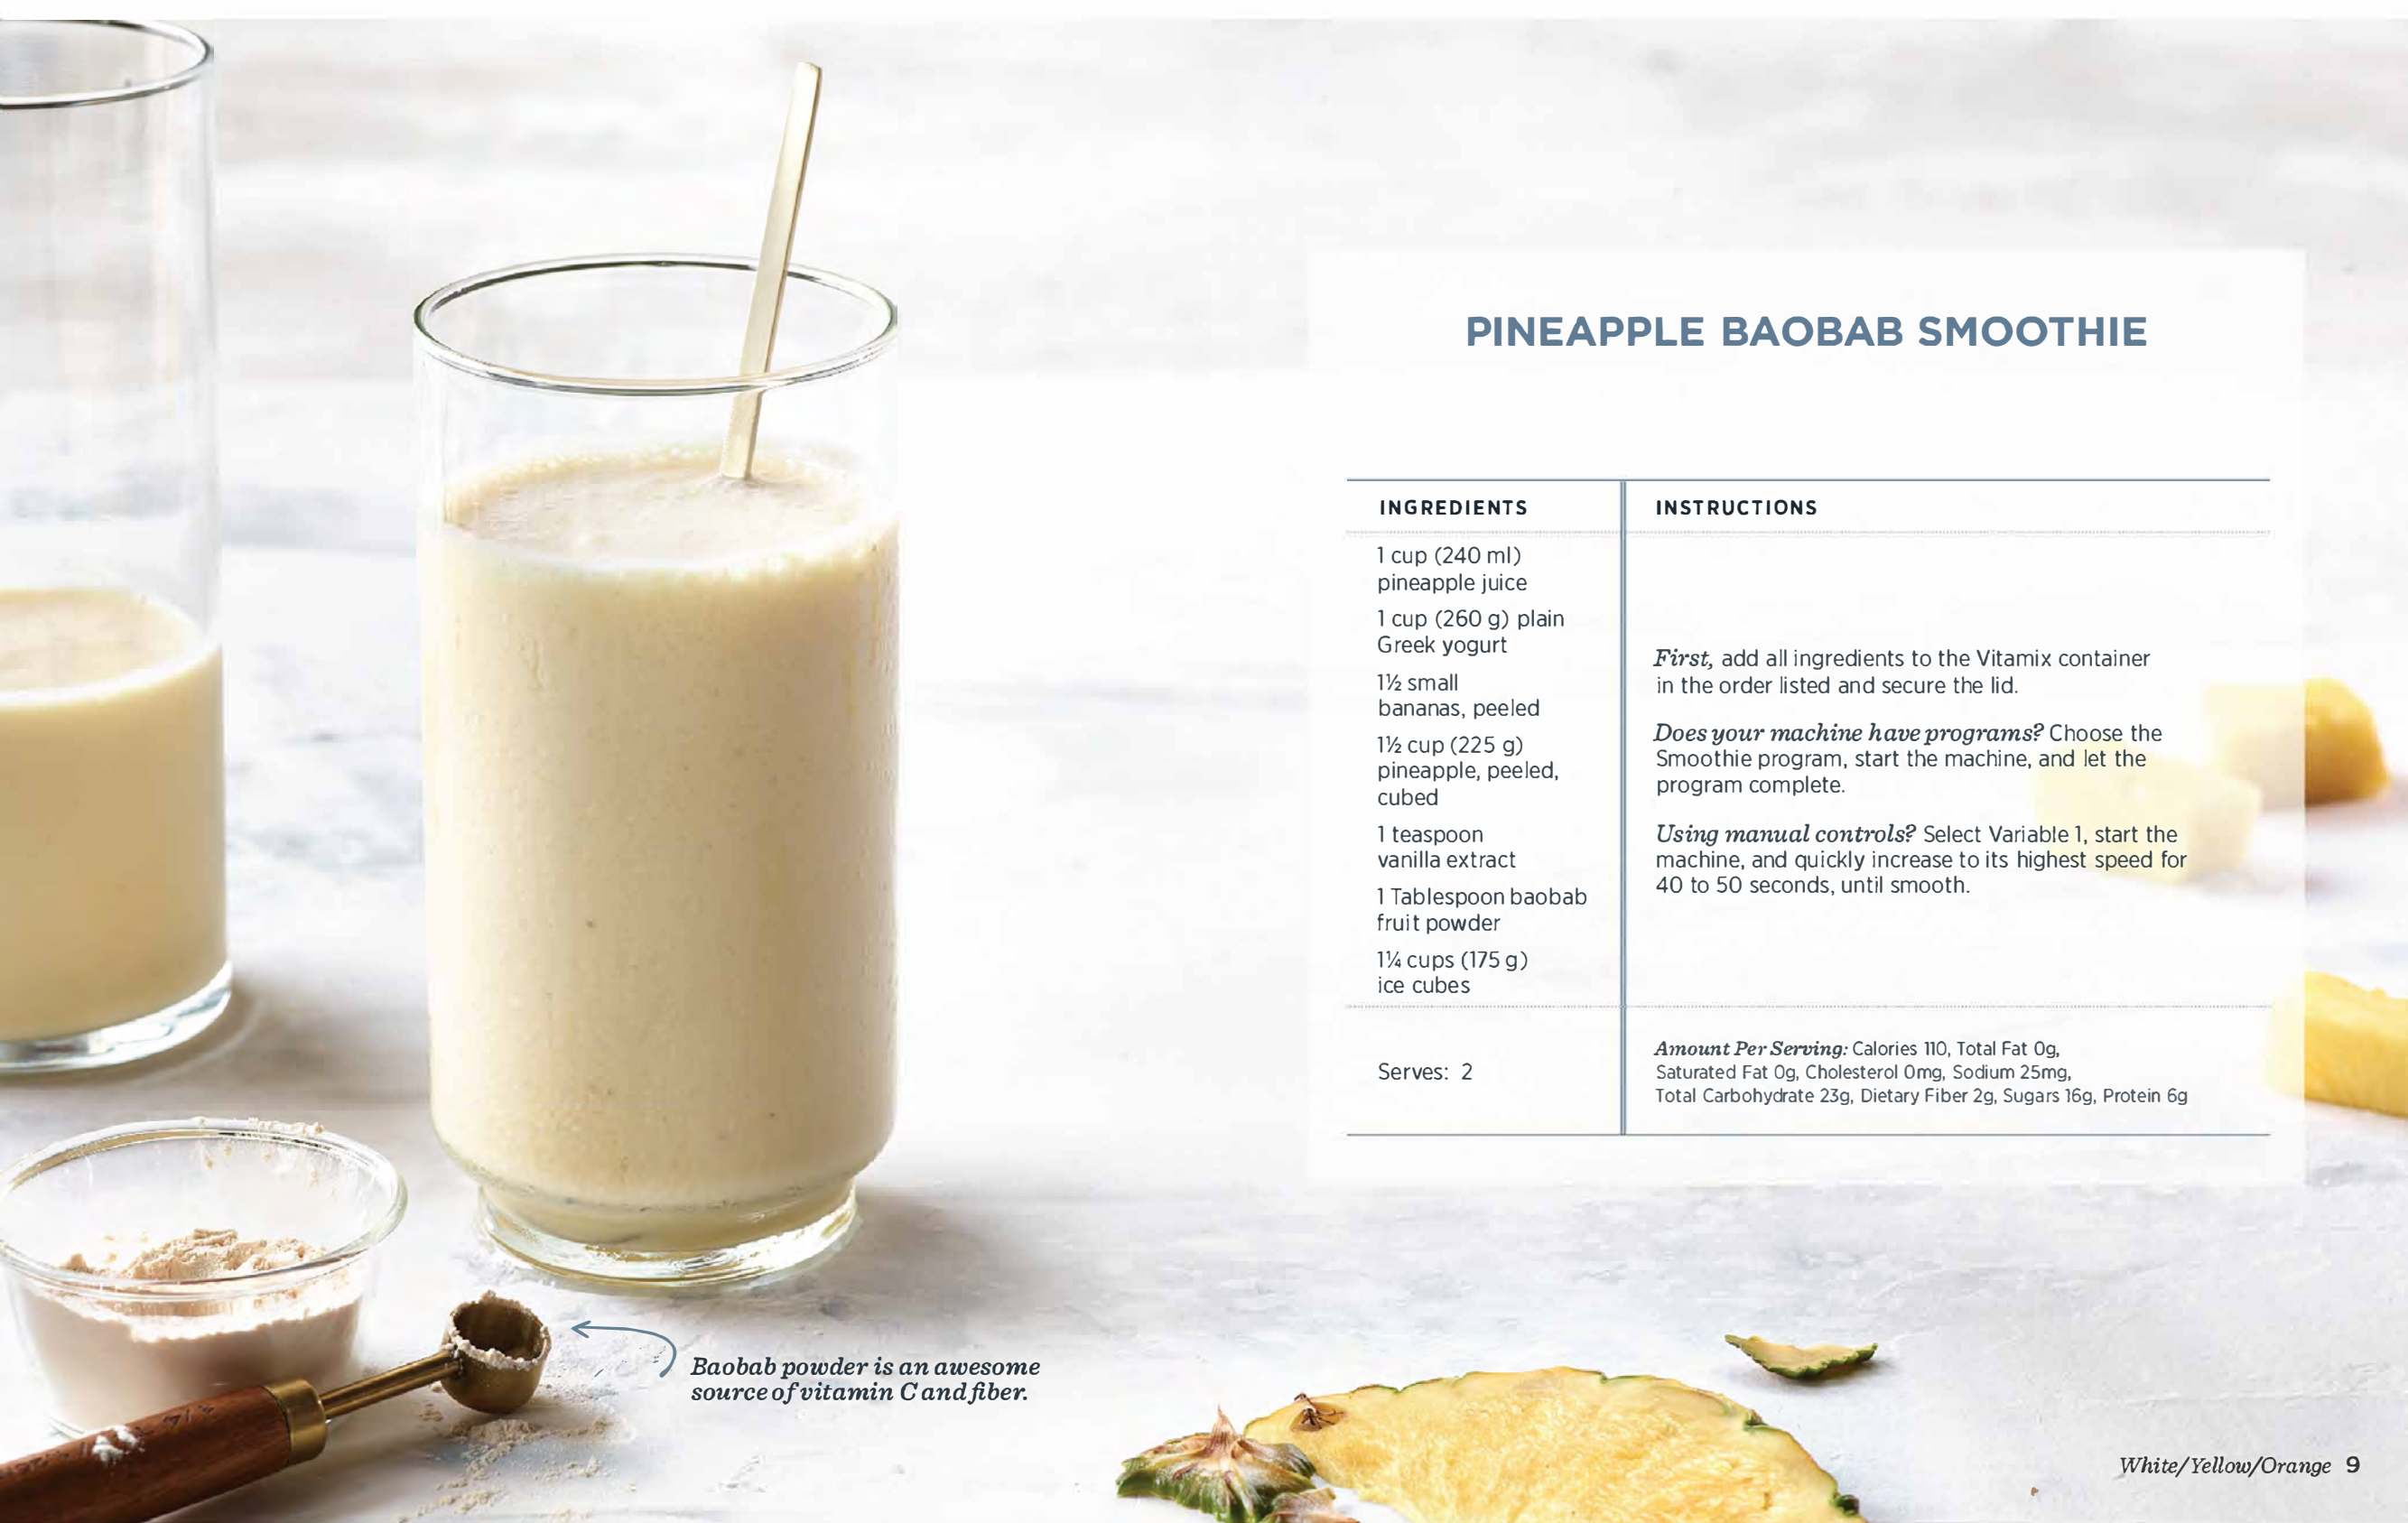 PINEAPPLE BAOBAB SMOOTHIE
INGREDIENTS
1 cup (240 ml)
pineapple juice
1 cup (260 g) plain
Greek yogurt
1½ small
bananas, peeled
1½ cup (225 g)
pineapple, peeled,
cubed
1 teaspoon
vanilla extract
1 Tablespoon baobab
fruit powder
1¼ cups (175 g)
ice cubes
Serves: 2
INSTRUCTIONS
First, add all ingredients to the Vitamix container
in the order listed and secure the lid.
Does your machine have programs? Choose the
Smoothie program, start the machine, and let the
program complete.
Using manual controls? Select Variable 1, start the
machine, and quickly increase to its highest speed for
40 to 50 seconds, until smooth.
Amount Per Serving: Calories 110, Total Fat 0g,
Saturated Fat 0g, Cholesterol 0mg, Sodium 25mg,
Total Carbohydrate 23g, Dietary Fiber 2g, Sugars 16g, Protein 6g
Baobab powder is an awesome
source of vitamin C and fiber.
White/Yellow/Orange 9